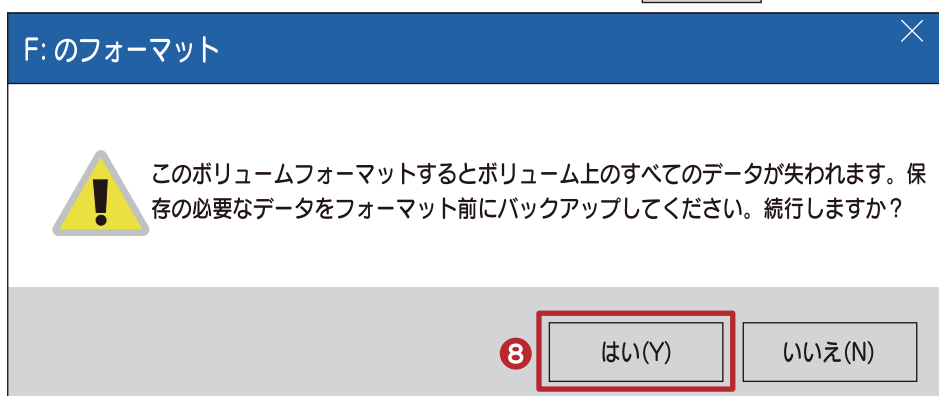 F: のフォーマット
このボリュームフォーマットするとボリューム上のすべてのデータが失われます。保
存の必要なデータをフォーマット前にバックアップしてください。続行しますか？
❽ はい(Y) いいえ(N)